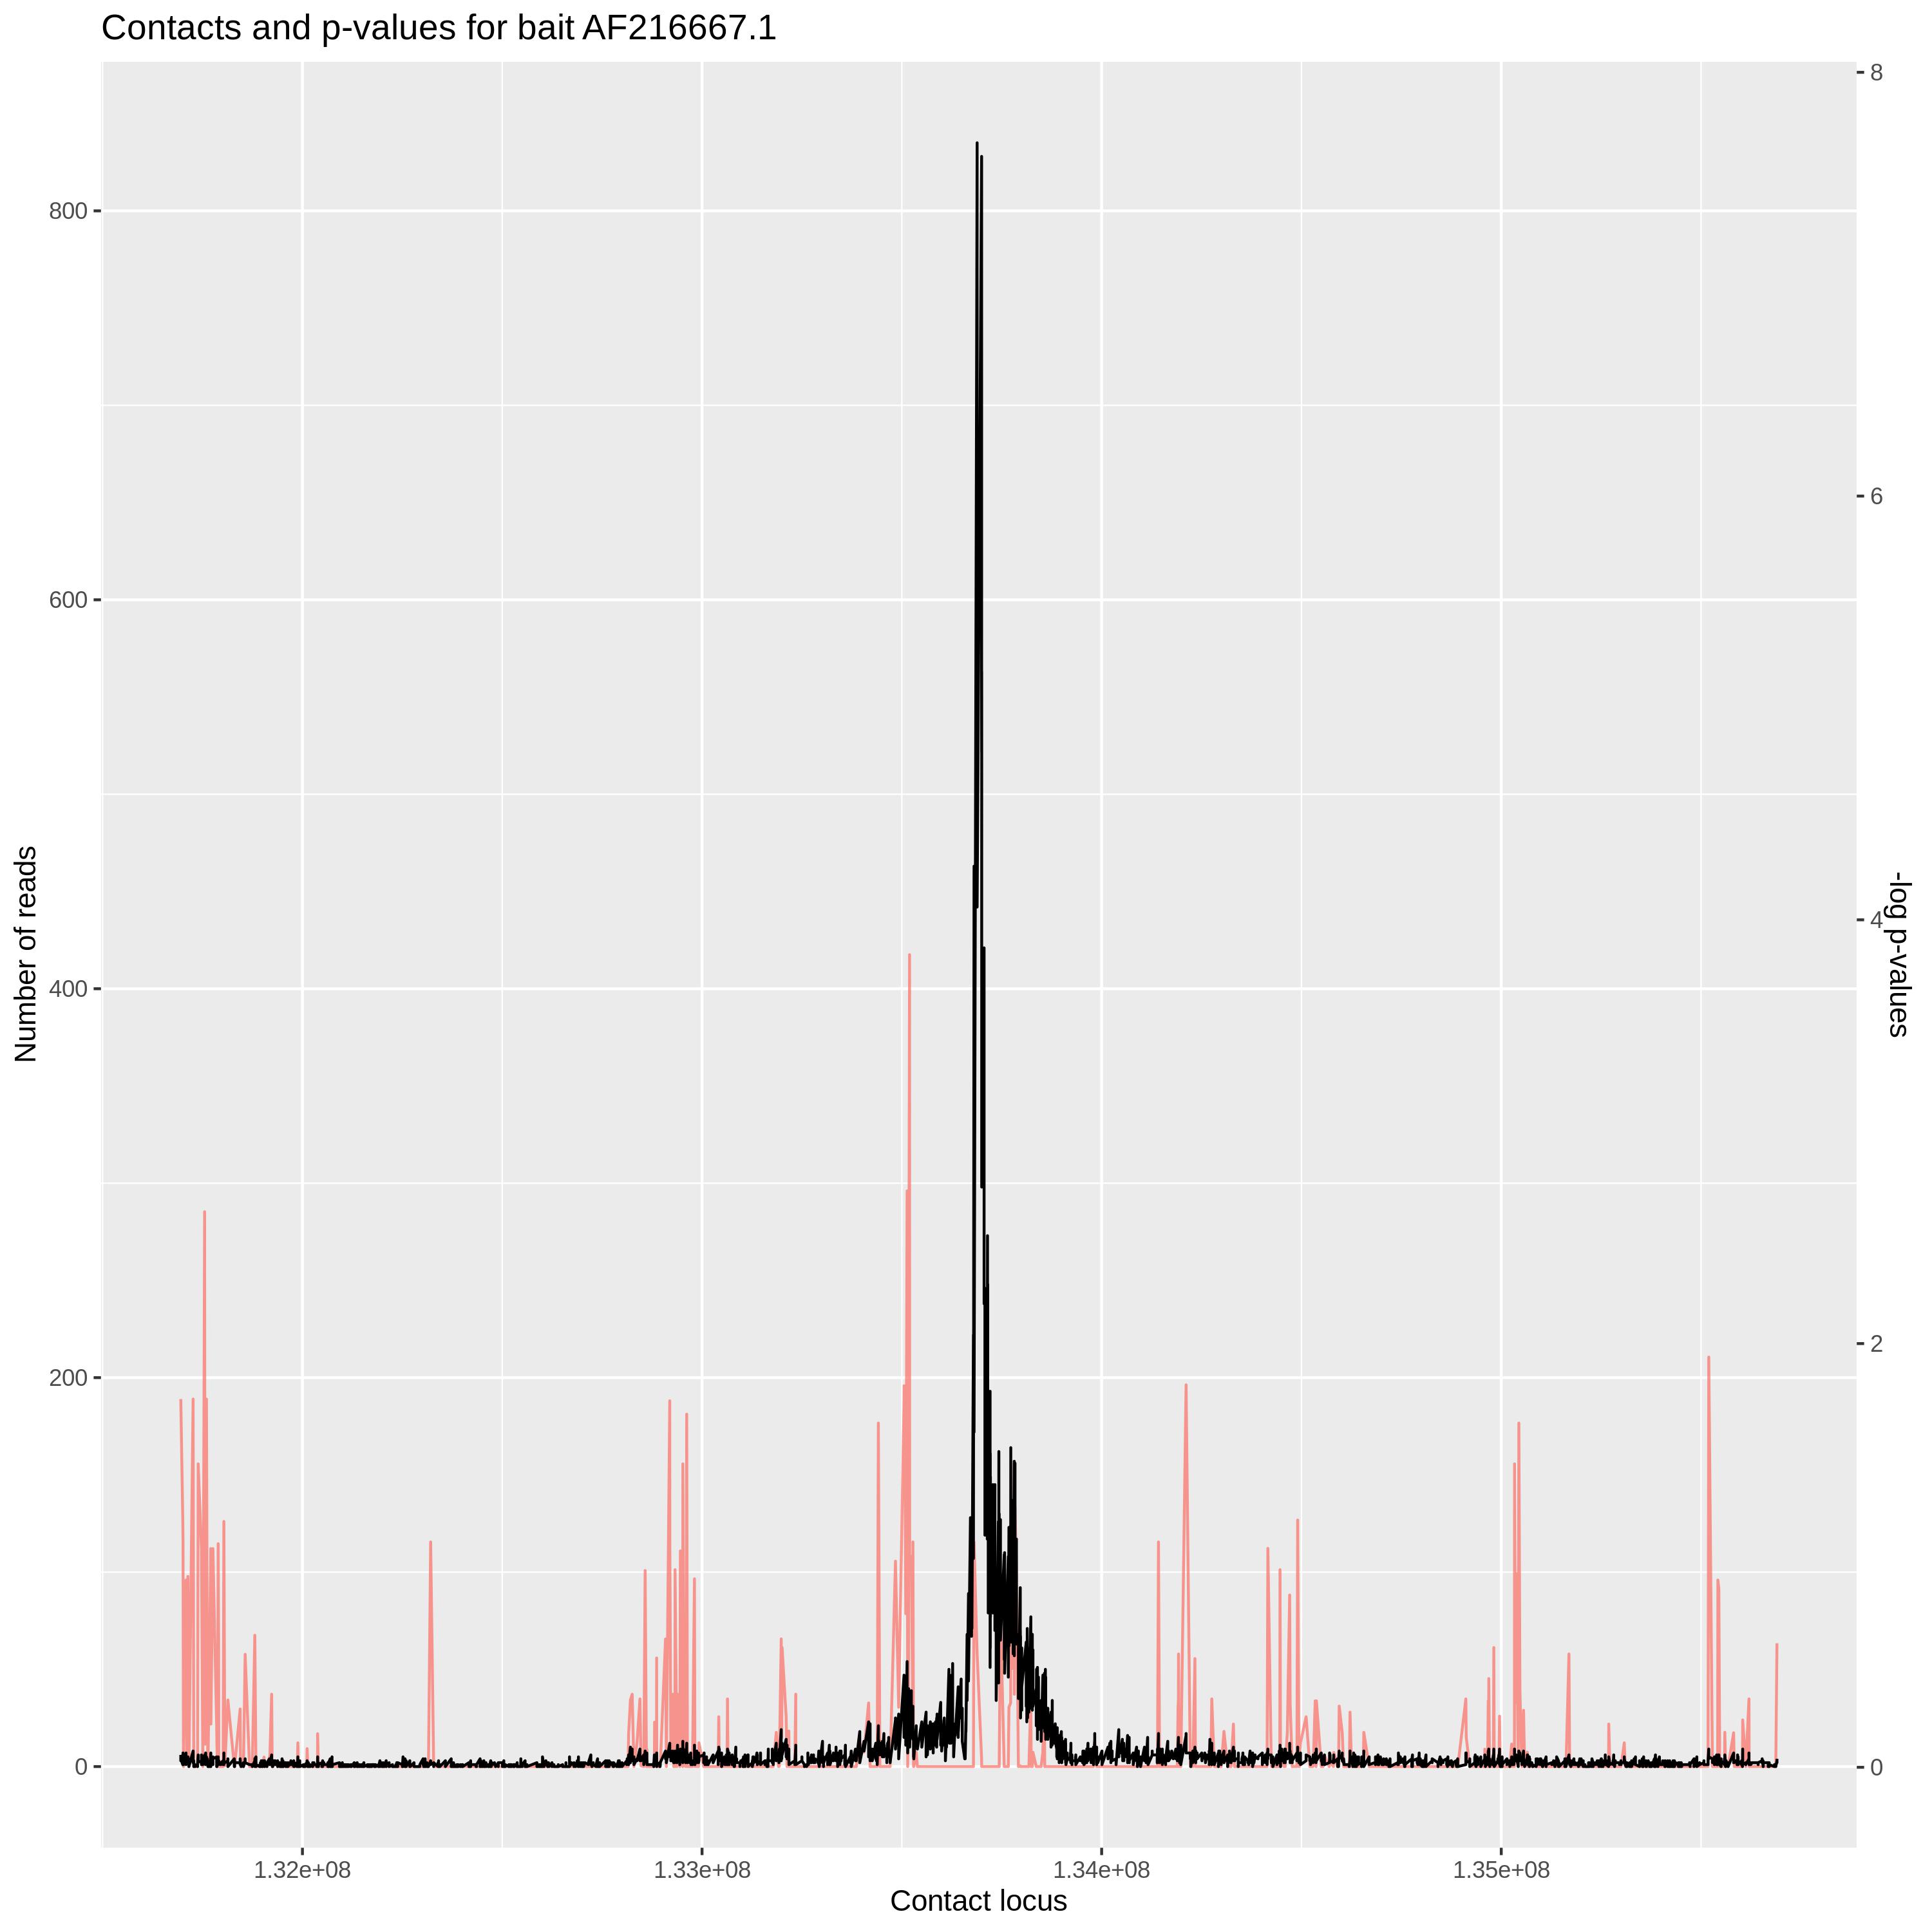 Contacts and p-values for bait AF216667.1
8
800
6
600
Number of reads
4
-log p-values
400
2
200
0
0
1.32e+08 1.33e+08 1.34e+08 1.35e+08
Contact locus